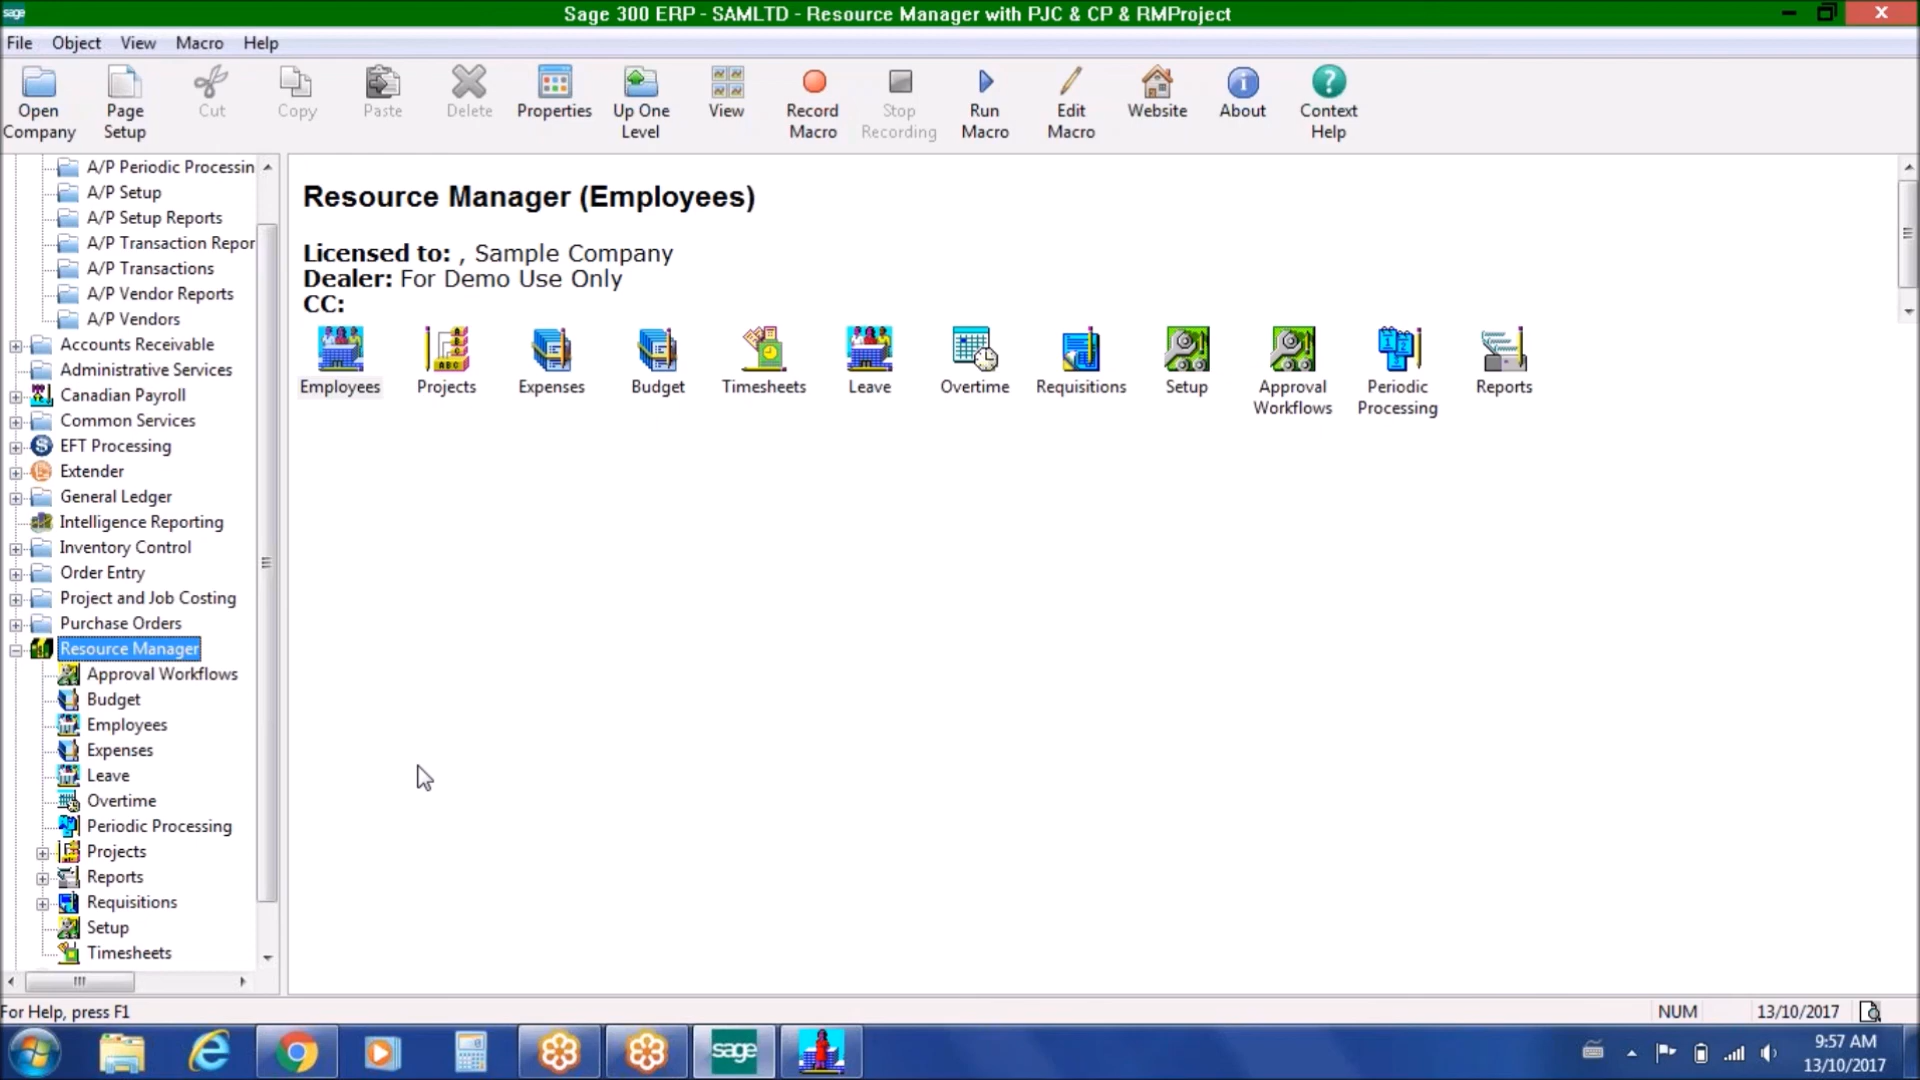 sage
Sage 300 ERP - SAMLTD - Resource Manager with PJC & CP & RMProject
File Object View Macro Help
Open Company
Page Setup
Cut
Copy
Paste
Delete
Properties
Up One Level
View
Record Macro
Stop Recording
Run Macro
Edit Macro
Website
About
Context Help
A/P Periodic Processin
A/P Setup
A/P Setup Reports
A/P Transaction Repor
A/P Transactions
A/P Vendor Reports
A/P Vendors
Accounts Receivable
Administrative Services
Canadian Payroll
Common Services
EFT Processing
Extender
General Ledger
Intelligence Reporting
Inventory Control
Order Entry
Project and Job Costing
Purchase Orders
Resource Manager
Approval Workflows
Budget
Employees
Expenses
Leave
Overtime
Periodic Processing
Projects
Reports
Requisitions
Setup
Timesheets
Resource Manager (Employees)
Licensed to: , Sample Company
Dealer: For Demo Use Only
CC:
Employees
Projects
Expenses
Budget
Timesheets
Leave
Overtime
Requisitions
Setup
Approval Workflows
Periodic Processing
Reports
For Help, press F1
NUM
13/10/2017
sage
9:57 AM
13/10/2017